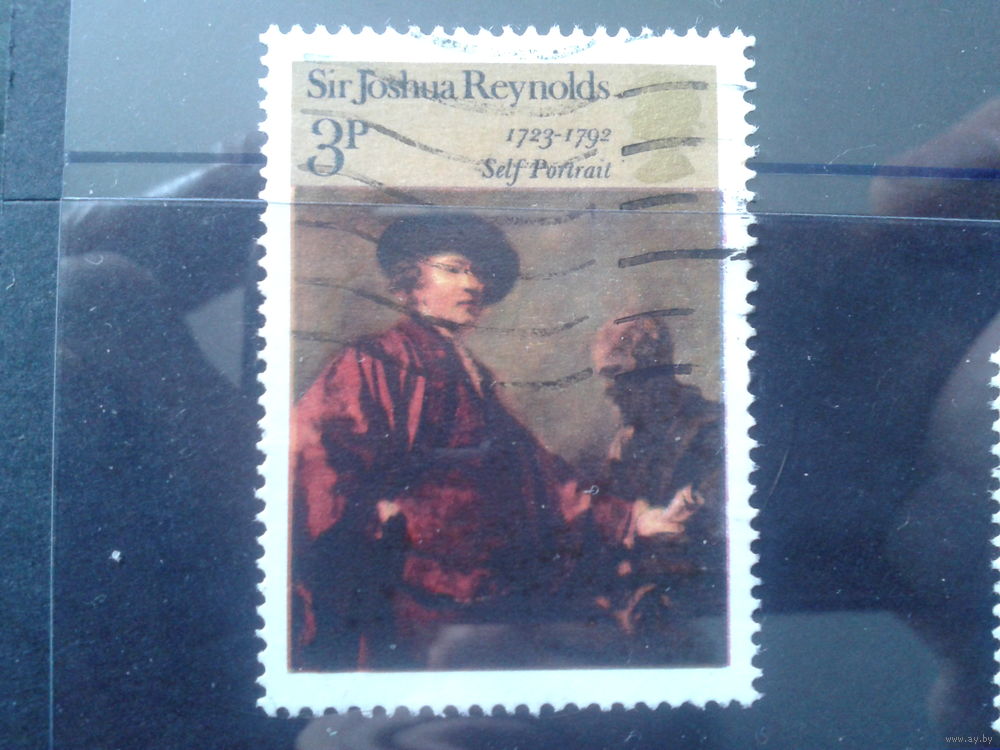 Sir Joshua Reynolds
3P
1723-1792
Self Portrait
www.ay.by